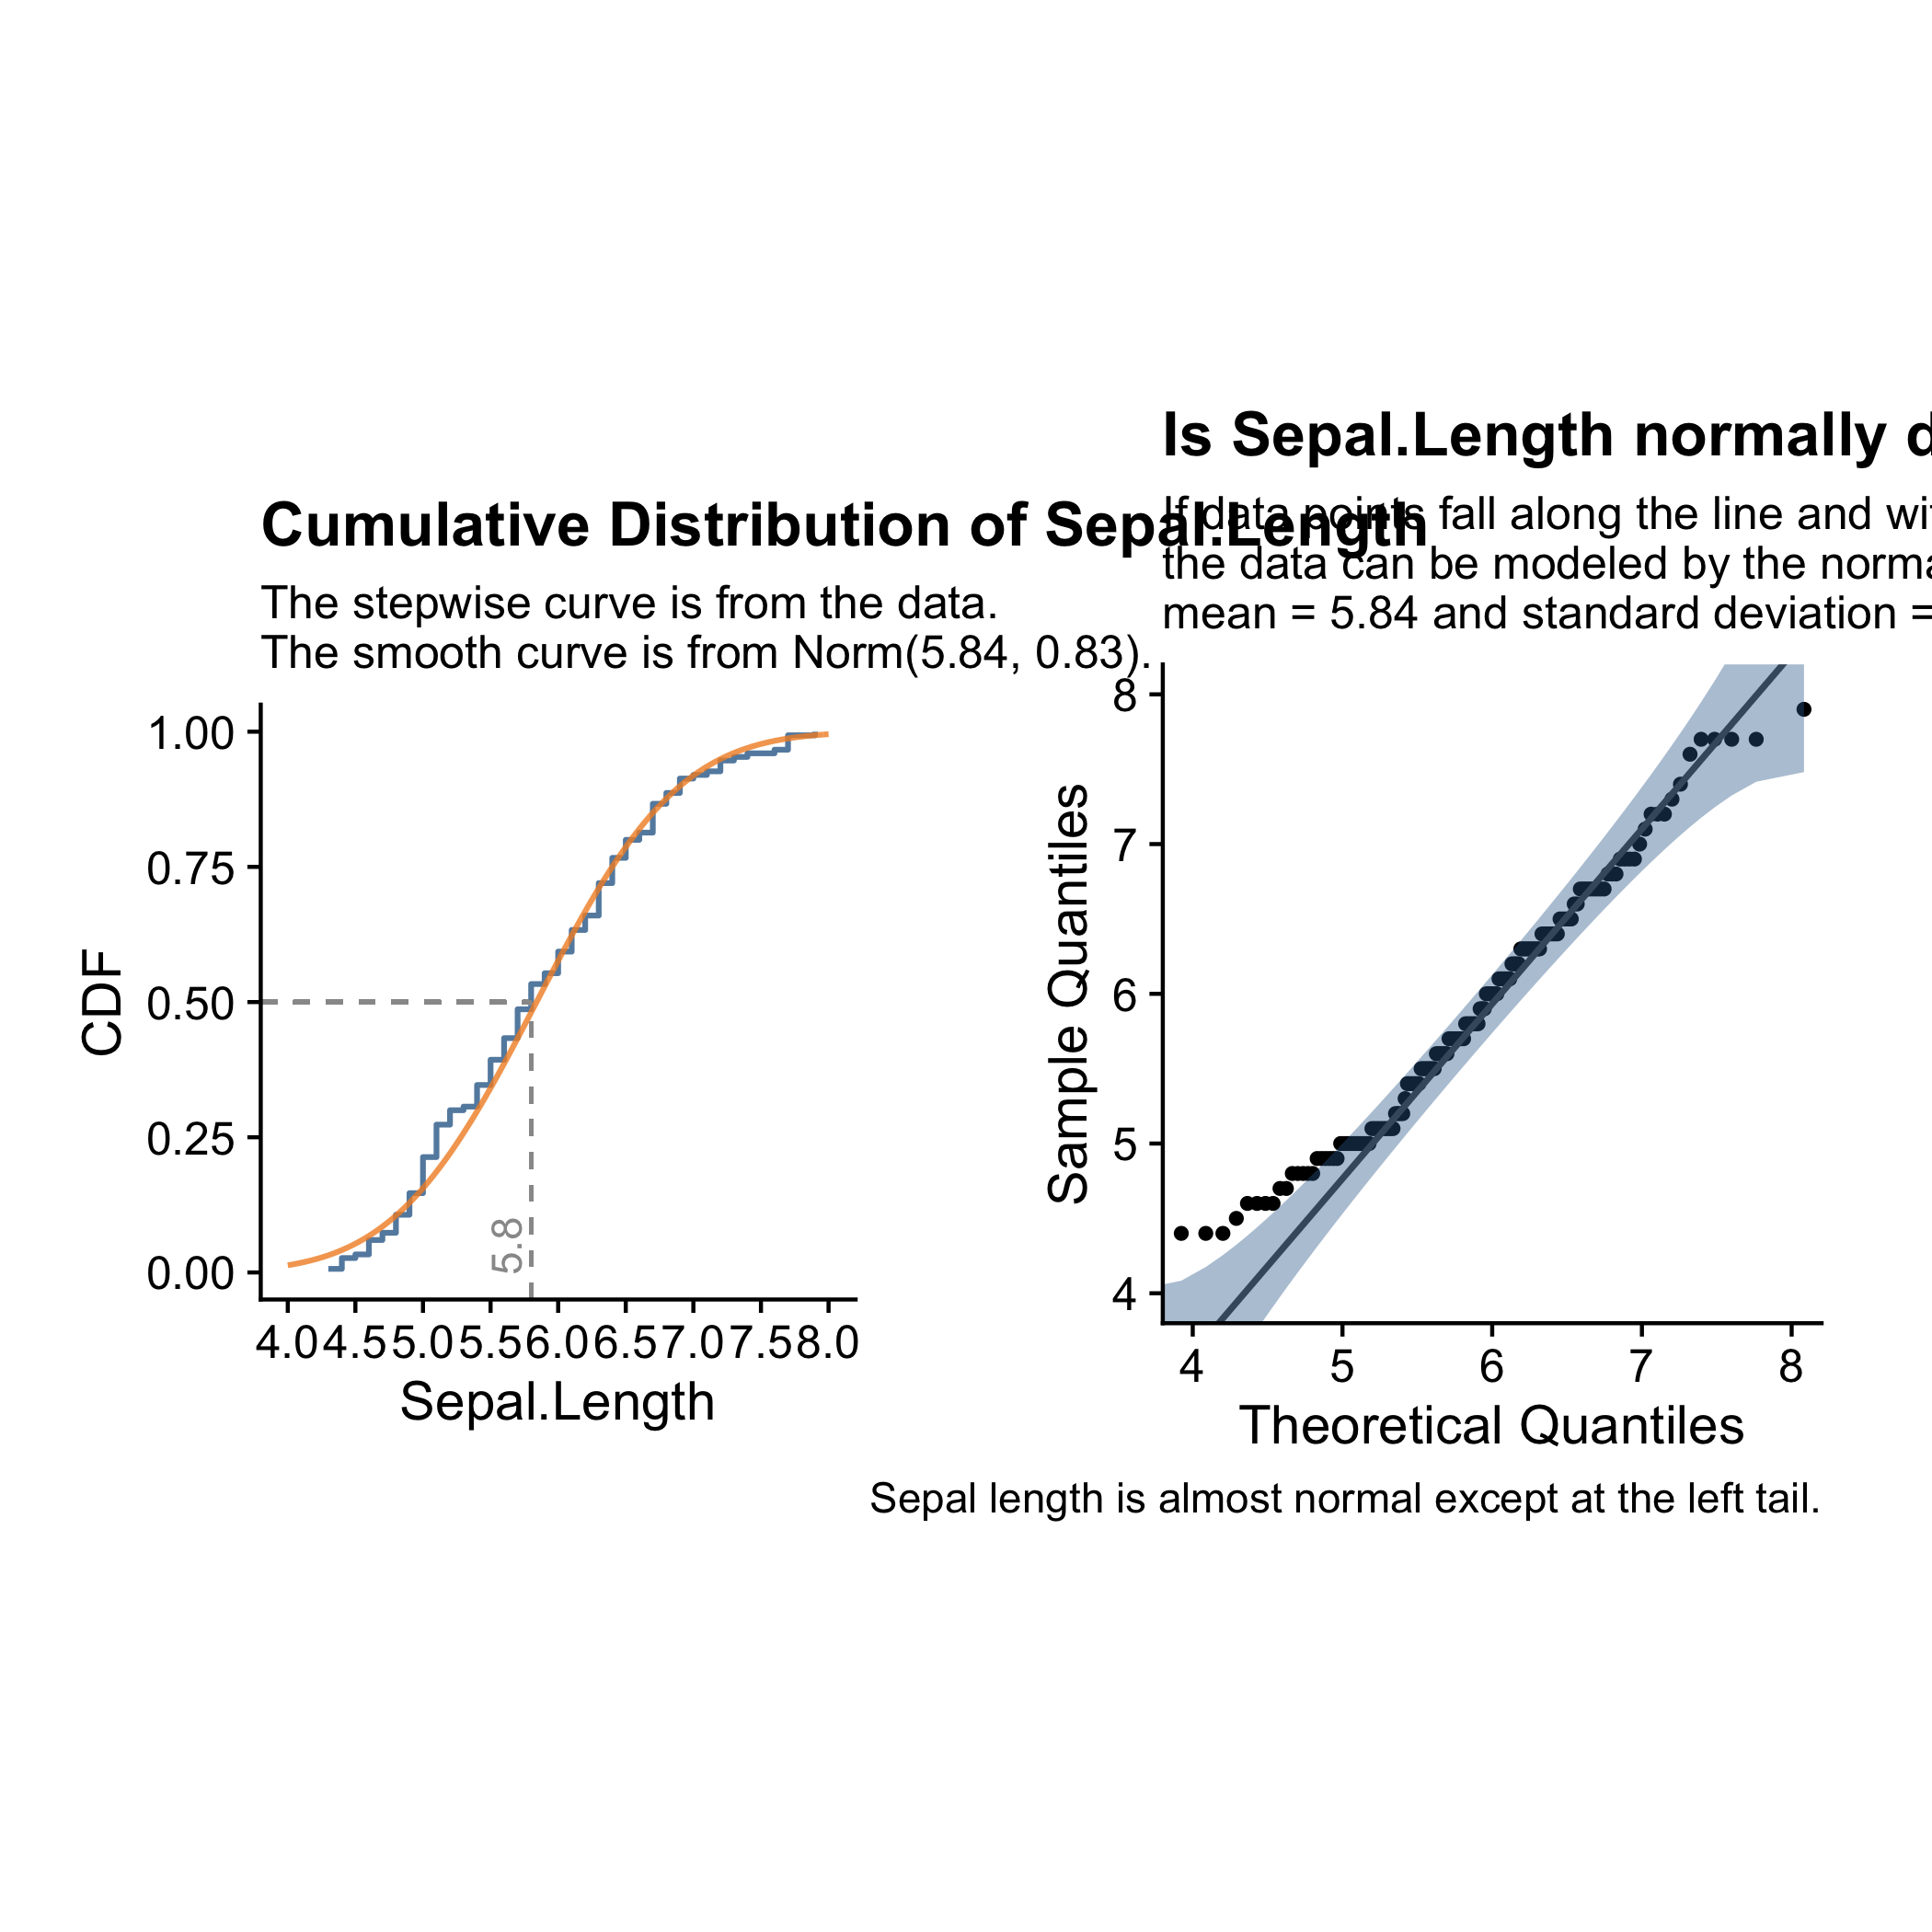 Cumulative Distribution of Sepal.Length
The stepwise curve is from the data.
The smooth curve is from Norm(5.84, 0.83).
CDF
1.00
0.75
0.50
0.25
0.00
5.8
4.0 4.5 5.0 5.5 6.0 6.5 7.0 7.5 8.0
Sepal.Length
Is Sepal.Length normally d
If data points fall along the line and wi
the data can be modeled by the norma
mean = 5.84 and standard deviation =
Sample Quantiles
8
7
6
5
4
4 5 6 7 8
Theoretical Quantiles
Sepal length is almost normal except at the left tail.